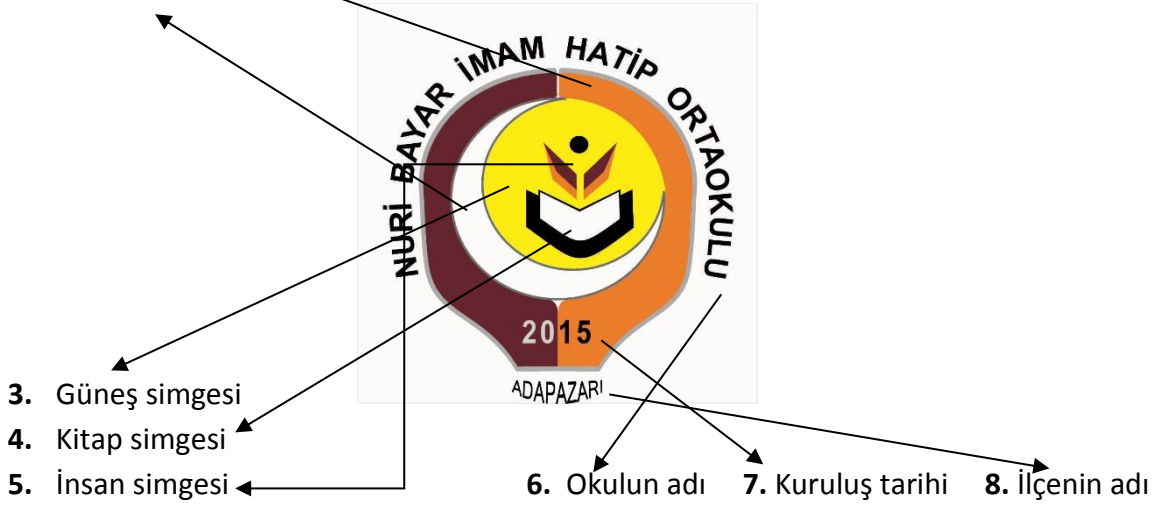 NURİ BAYAR İMAM HATİP ORTAOKULU
2015
ADAPAZARI
3. Güneş simgesi
4. Kitap simgesi
5. İnsan simgesi
6. Okulun adı 7. Kuruluş tarihi 8. İlçenin adı